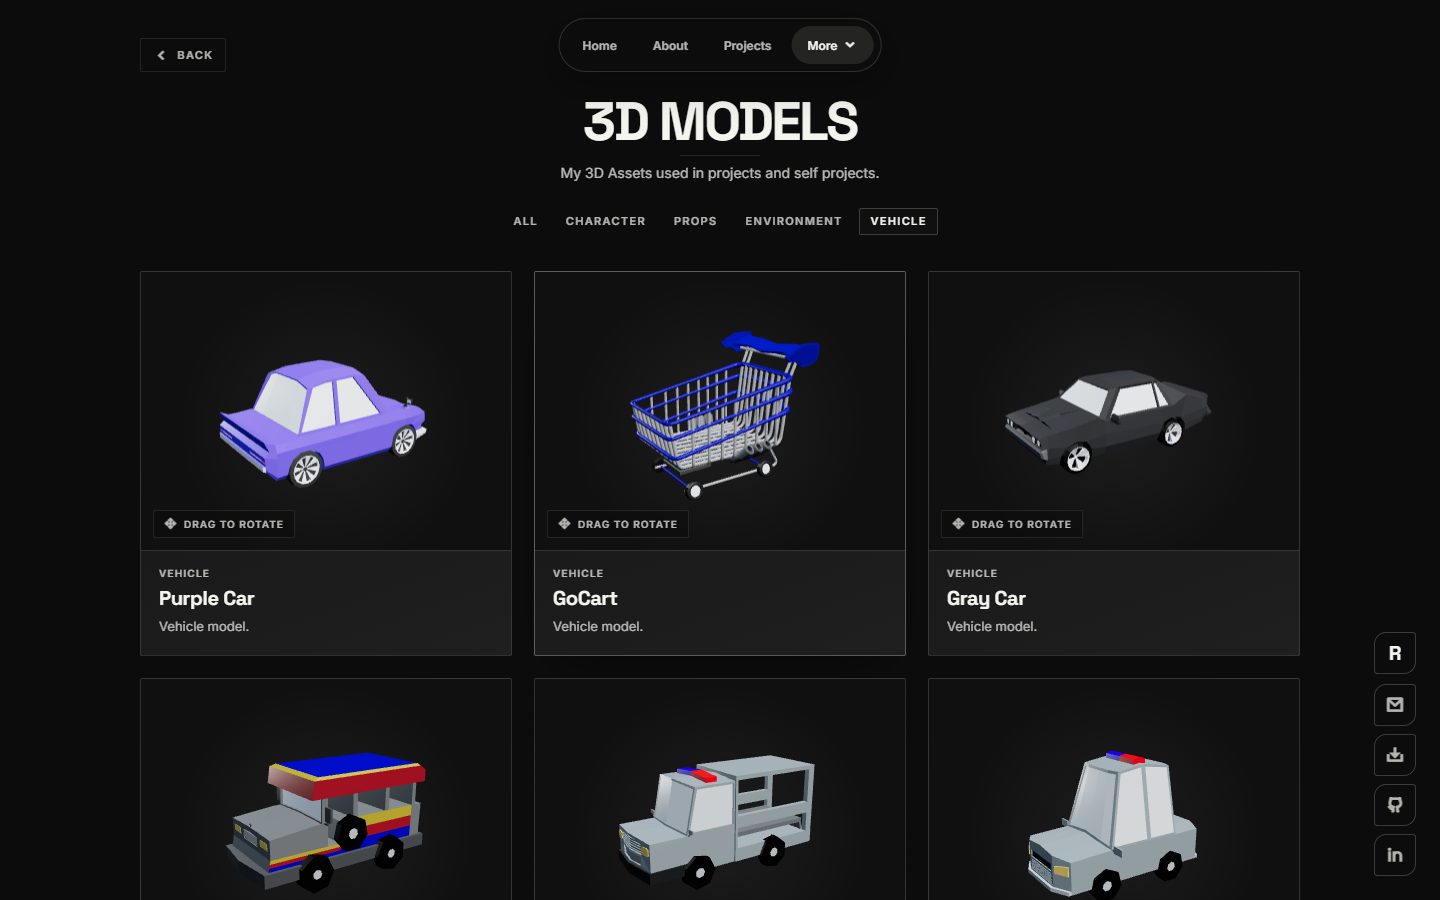 BACK
Home About Projects More
3D MODELS
My 3D Assets used in projects and self projects.
ALL CHARACTER PROPS ENVIRONMENT VEHICLE
DRAG TO ROTATE
VEHICLE
Purple Car
Vehicle model.
DRAG TO ROTATE
VEHICLE
GoCart
Vehicle model.
DRAG TO ROTATE
VEHICLE
Gray Car
Vehicle model.
R
in